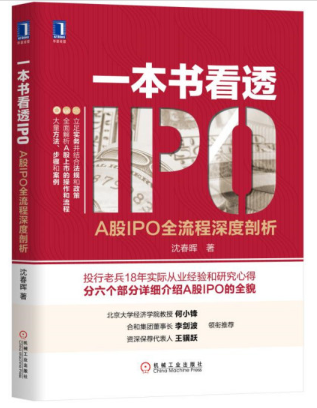 一本书看透IPO
A股IPO全流程深度剖析
沈春晖
一本书看透
IPO
立足实务并结合法规和政策
全面解析A股上市的操作和流程
大量方法、步骤和案例
A股IPO全流程深度剖析
沈春晖 著
投行老兵18年实际从业经验和研究心得
分六个部分详细介绍A股IPO的全貌
北京大学经济学院教授 何小锋
合和集团董事长 李剑波 领衔推荐
资深保荐代表人 王骥跃
机械工业出版社
China Machine Press